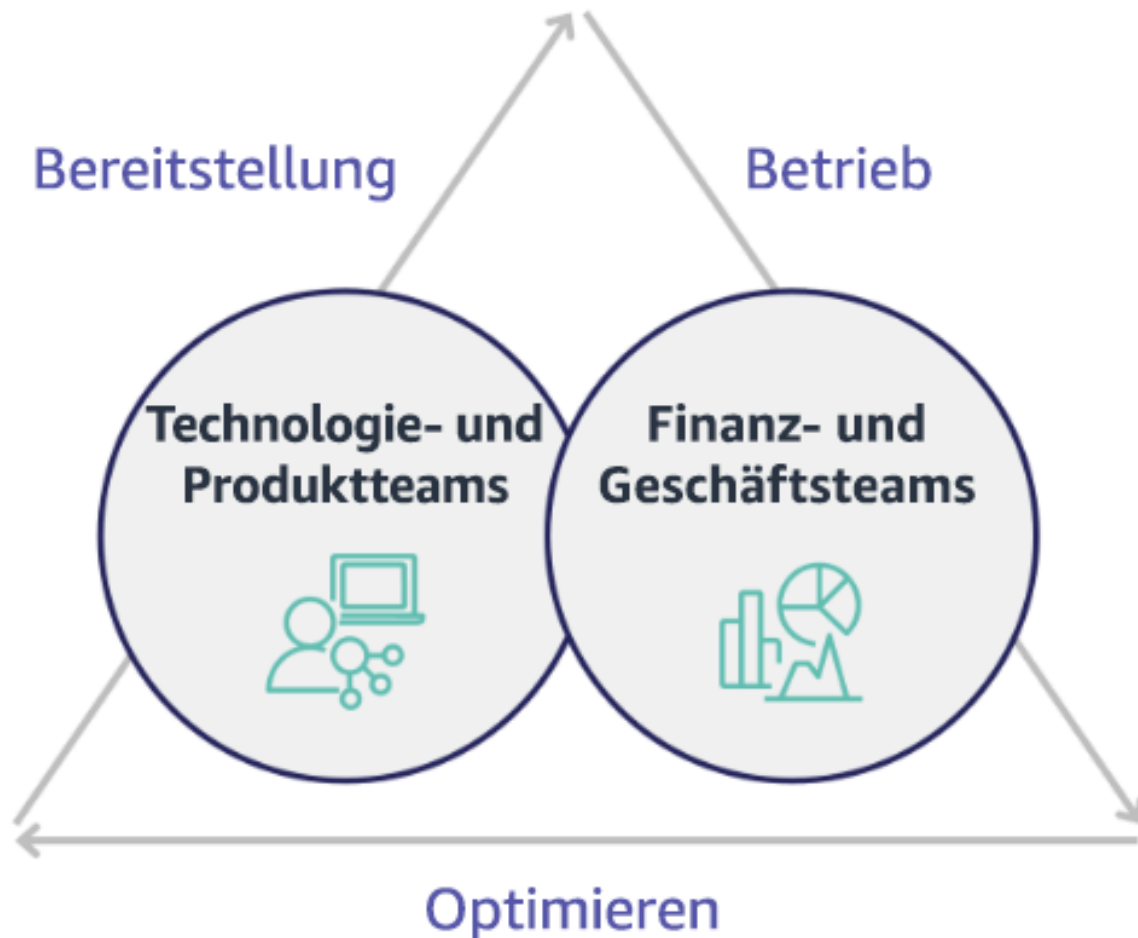 Bereitstellung
Betrieb
Technologie- und
Produktteams
Finanz- und
Geschäftsteams
Optimieren